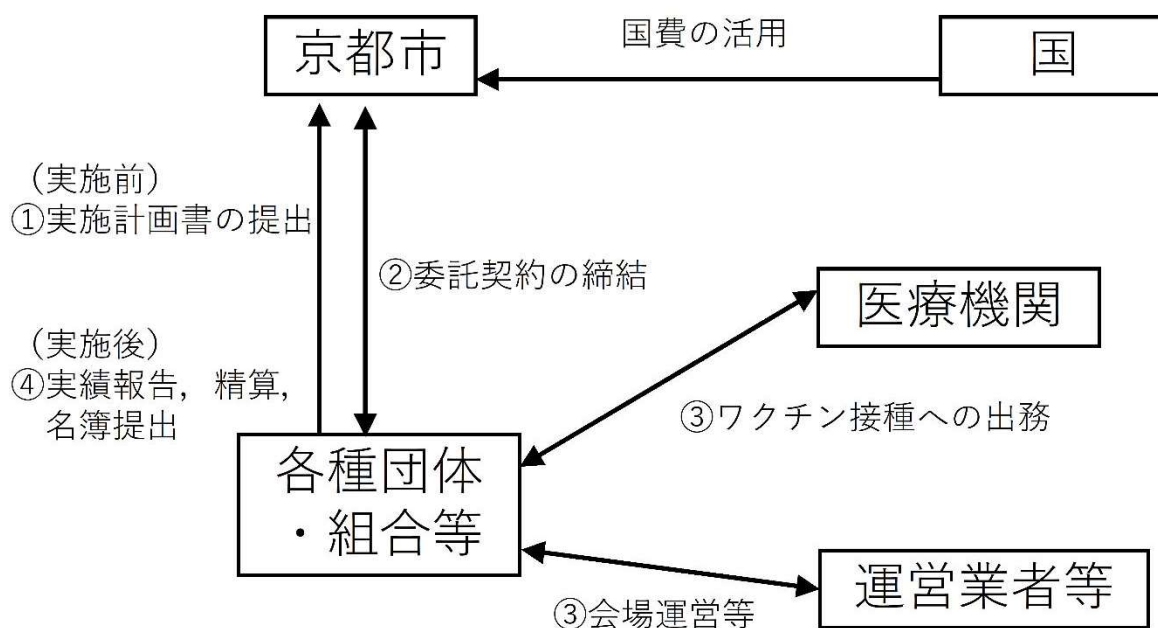 京都市
国費の活用
国
（実施前）
①実施計画書の提出
②委託契約の締結
医療機関
（実施後）
④実績報告，精算，
名簿提出
③ワクチン接種への出務
各種団体
・組合等
運営業者等
③会場運営等